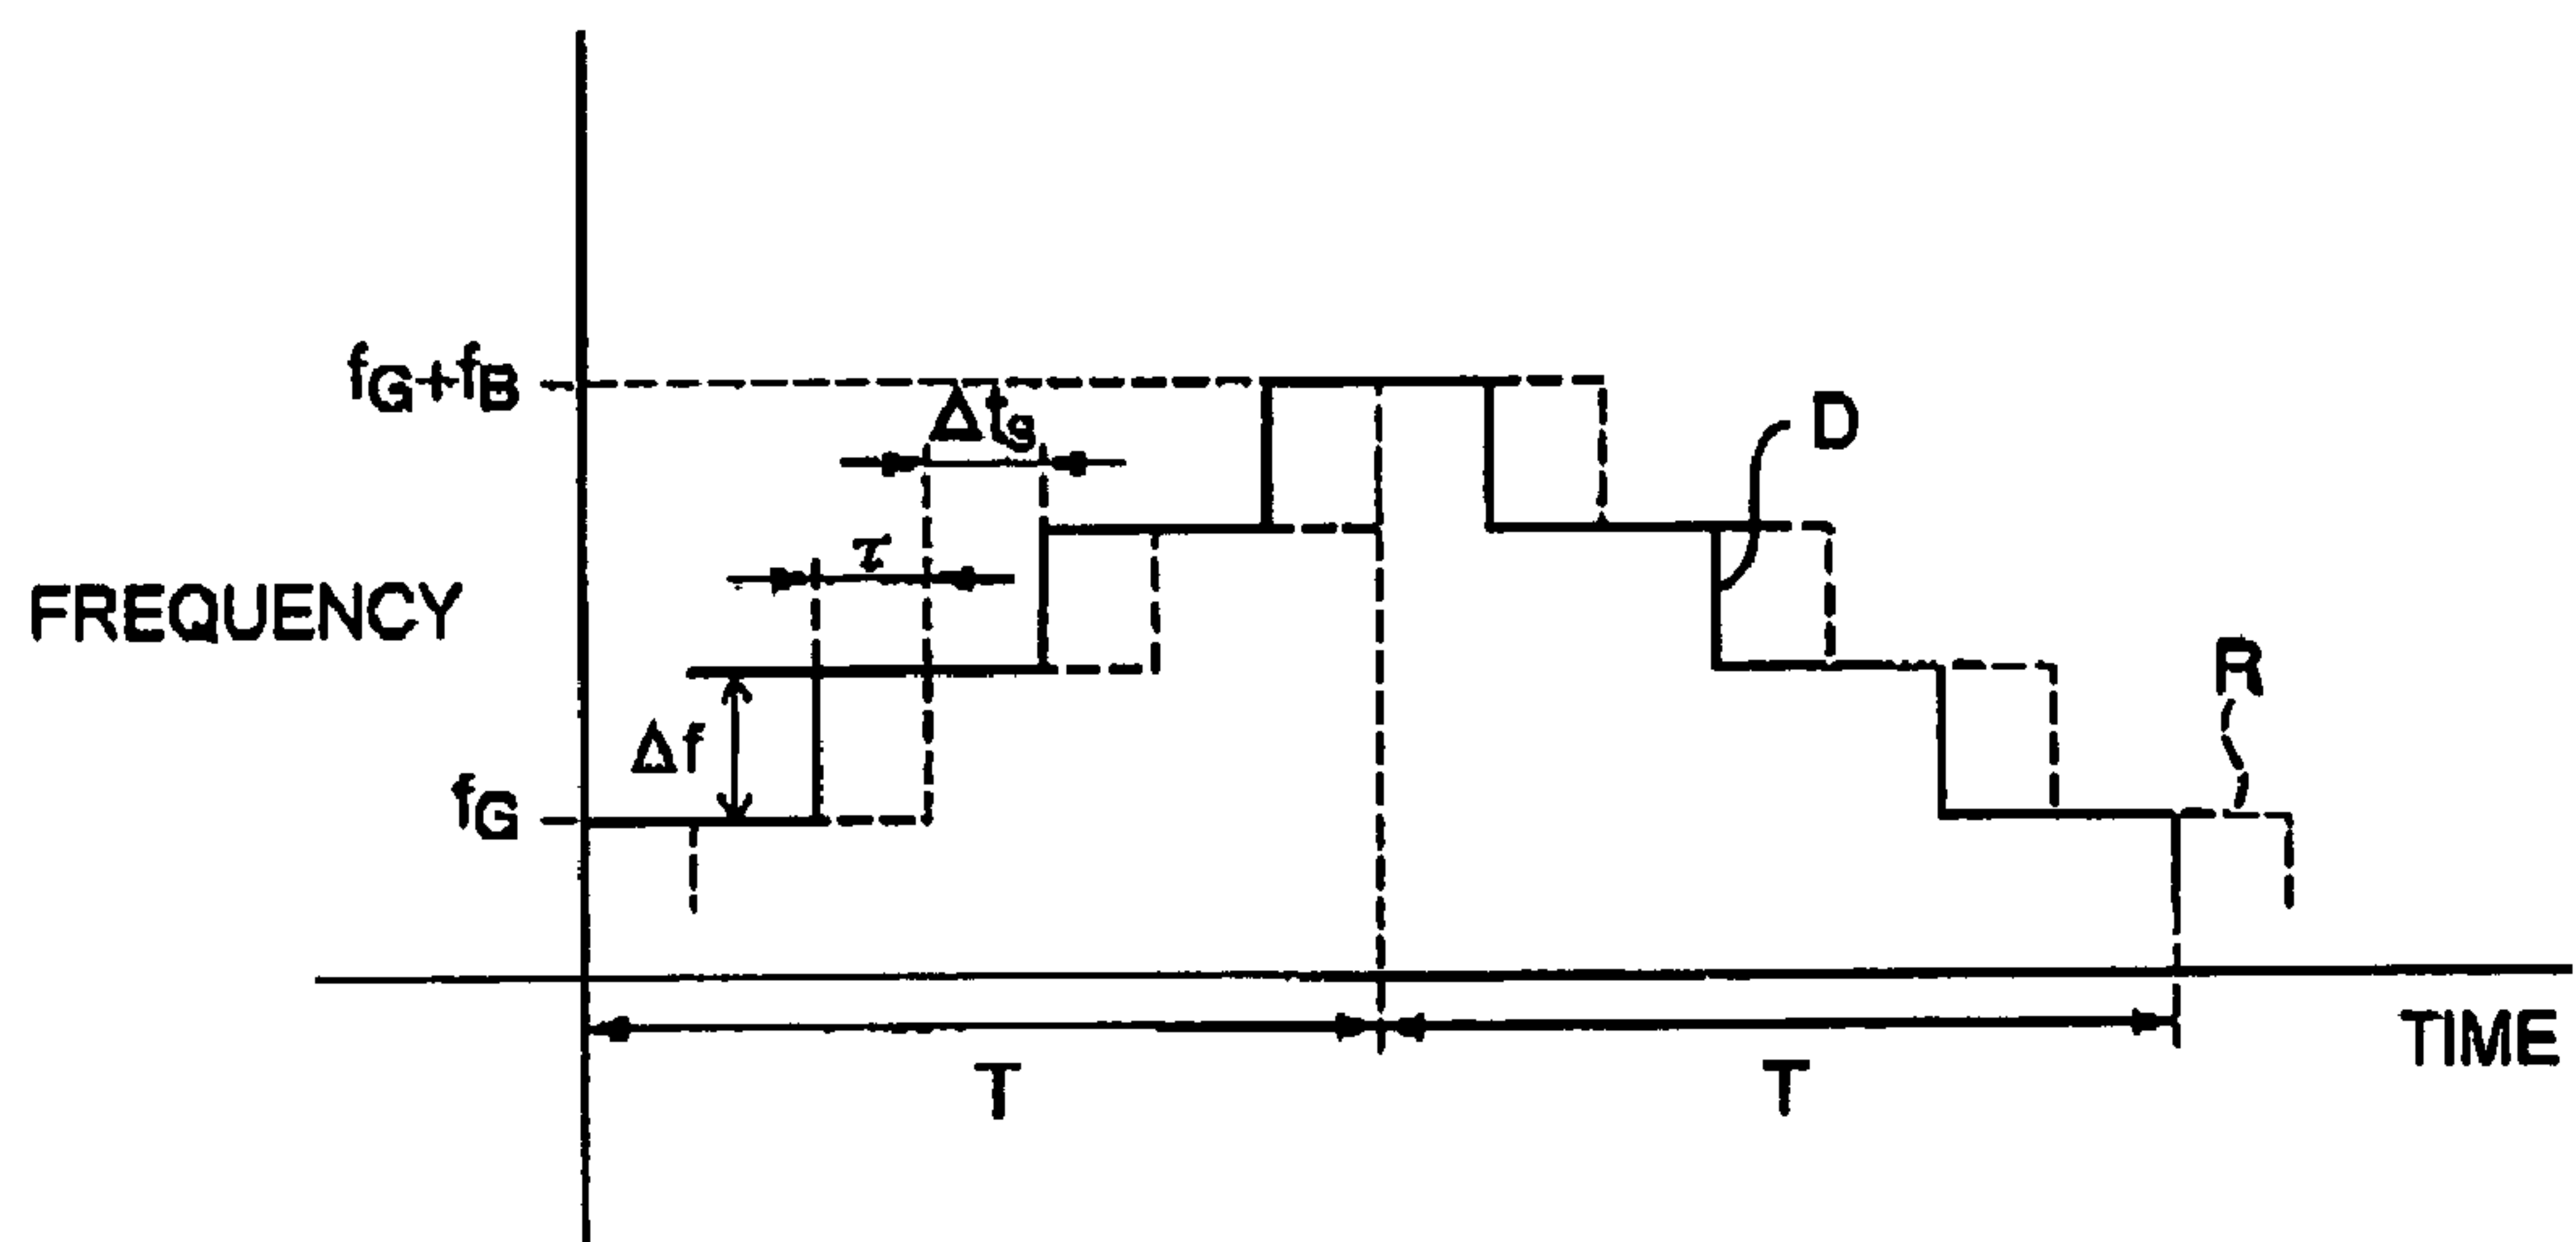 fG+fB
Δts
D
τ
FREQUENCY
R
Δf
fG
TIME
T
T